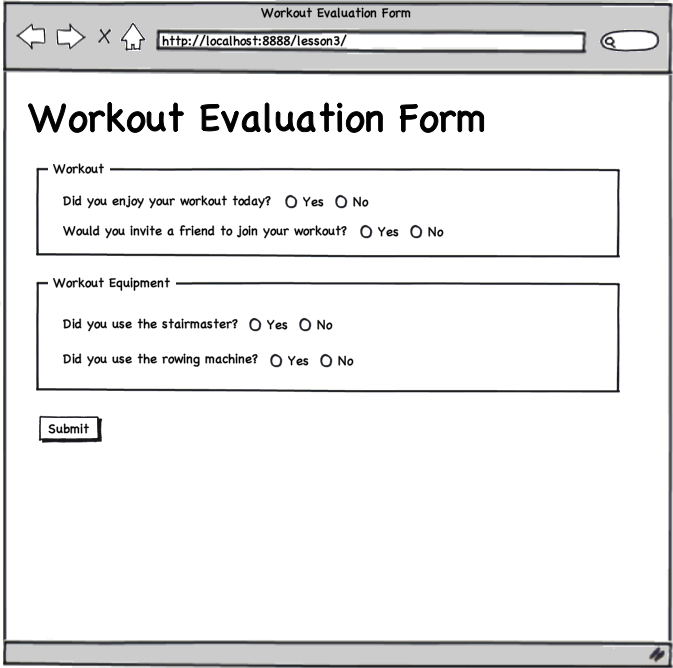 Workout Evaluation Form
http://localhost:8888/lesson3/
Workout Evaluation Form
Workout
Did you enjoy your workout today? Yes No
Would you invite a friend to join your workout? Yes No
Workout Equipment
Did you use the stairmaster? Yes No
Did you use the rowing machine? Yes No
Submit